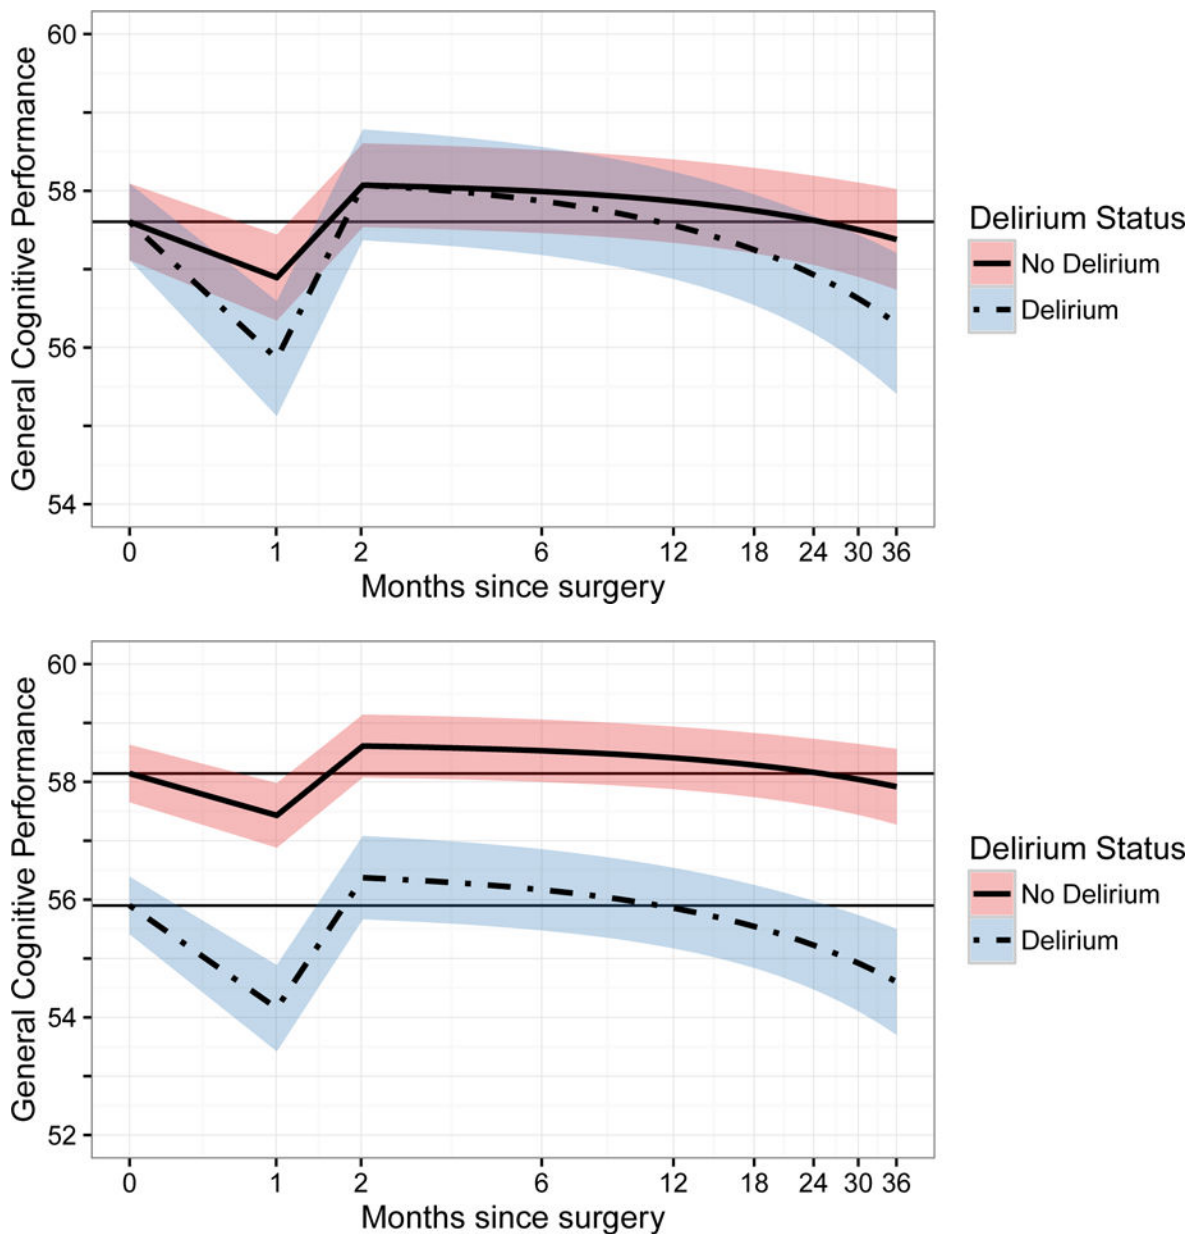 60
58
56
54
General Cognitive Performance
0 1 2 6 12 18 24 30 36
Months since surgery
Delirium Status
No Delirium
Delirium
60
58
56
54
52
General Cognitive Performance
0 1 2 6 12 18 24 30 36
Months since surgery
Delirium Status
No Delirium
Delirium